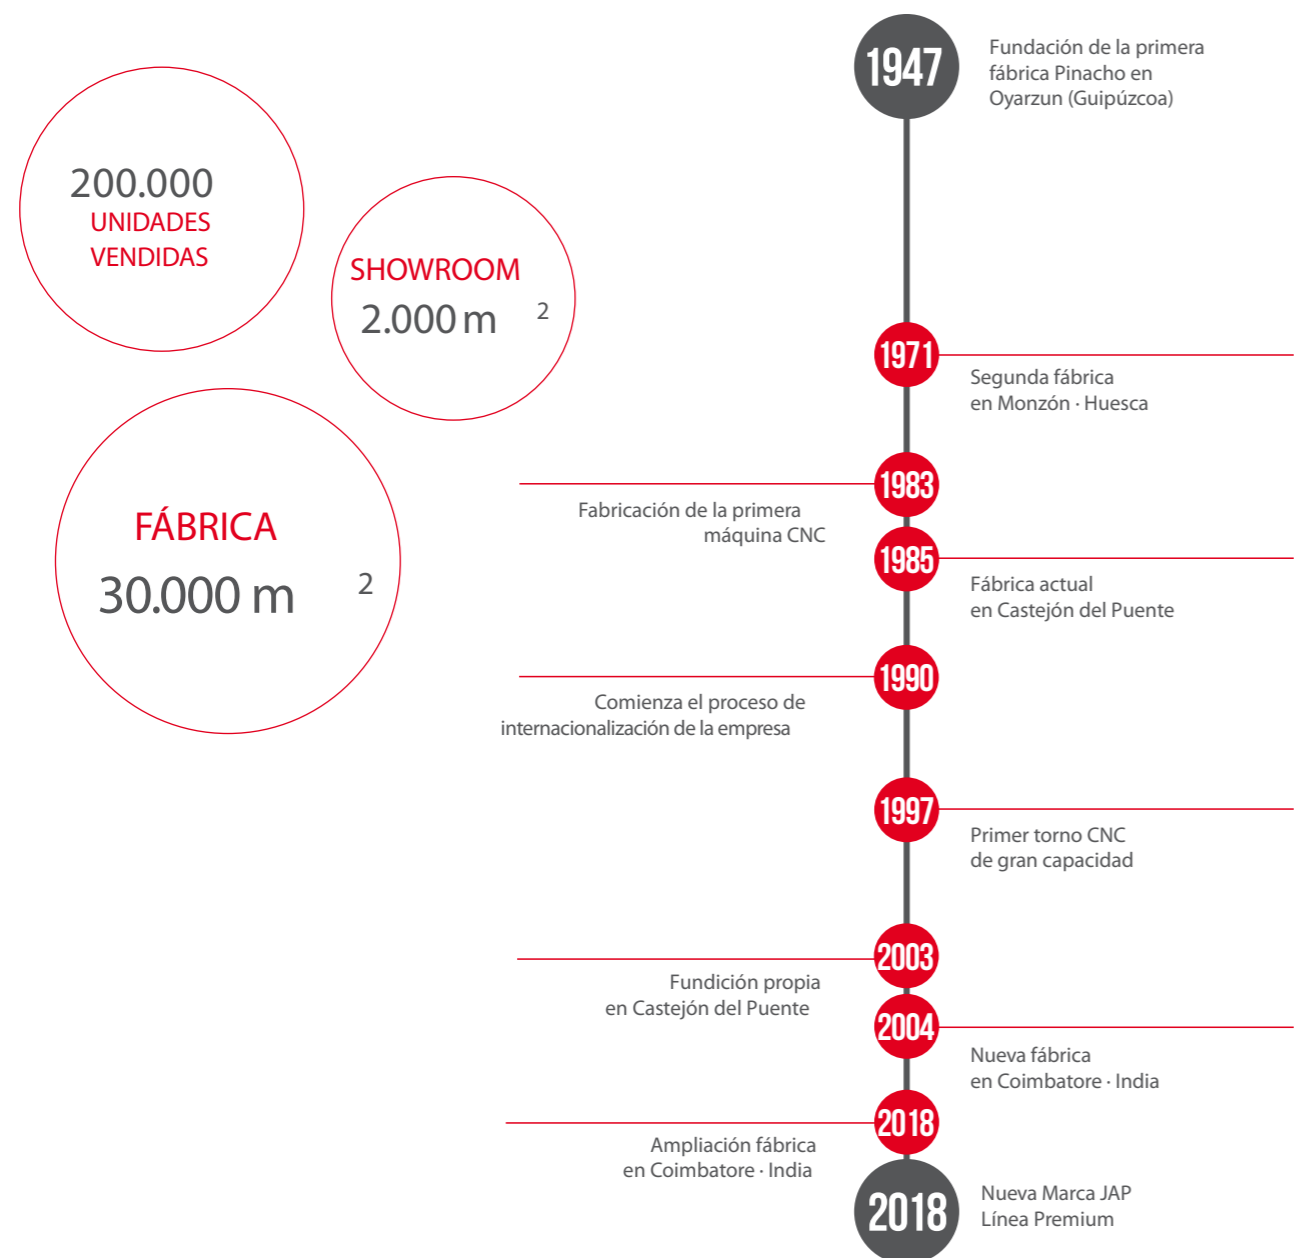 200.000
UNIDADES
VENDIDAS
SHOWROOM
2.000 m 2
FÁBRICA
30.000 m 2
1947
Fundación de la primera
fábrica Pinacho en
Oyarzun (Guipúzcoa)
1971
Segunda fábrica
en Monzón · Huesca
1983
Fabricación de la primera
máquina CNC
1985
Fábrica actual
en Castejón del Puente
1990
Comienza el proceso de
internacionalización de la empresa
1997
Primer torno CNC
de gran capacidad
2003
Fundición propia
en Castejón del Puente
2004
Nueva fábrica
en Coimbatore · India
2018
Ampliación fábrica
en Coimbatore · India
2018
Nueva Marca JAP
Línea Premium